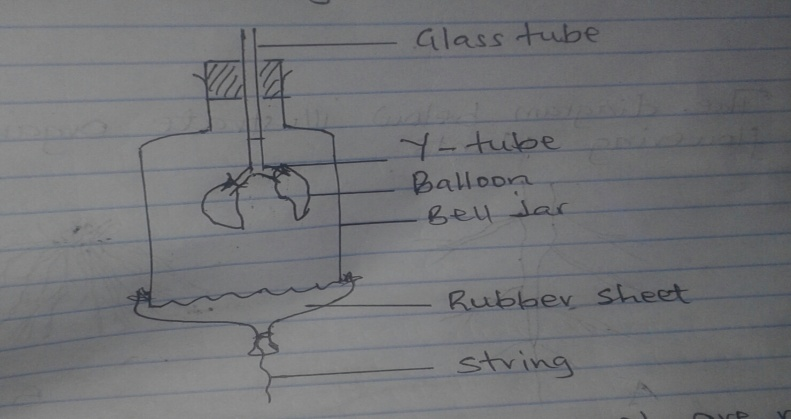 Glass tube
Y-tube
Balloon
Bell jar
Rubber sheet
string